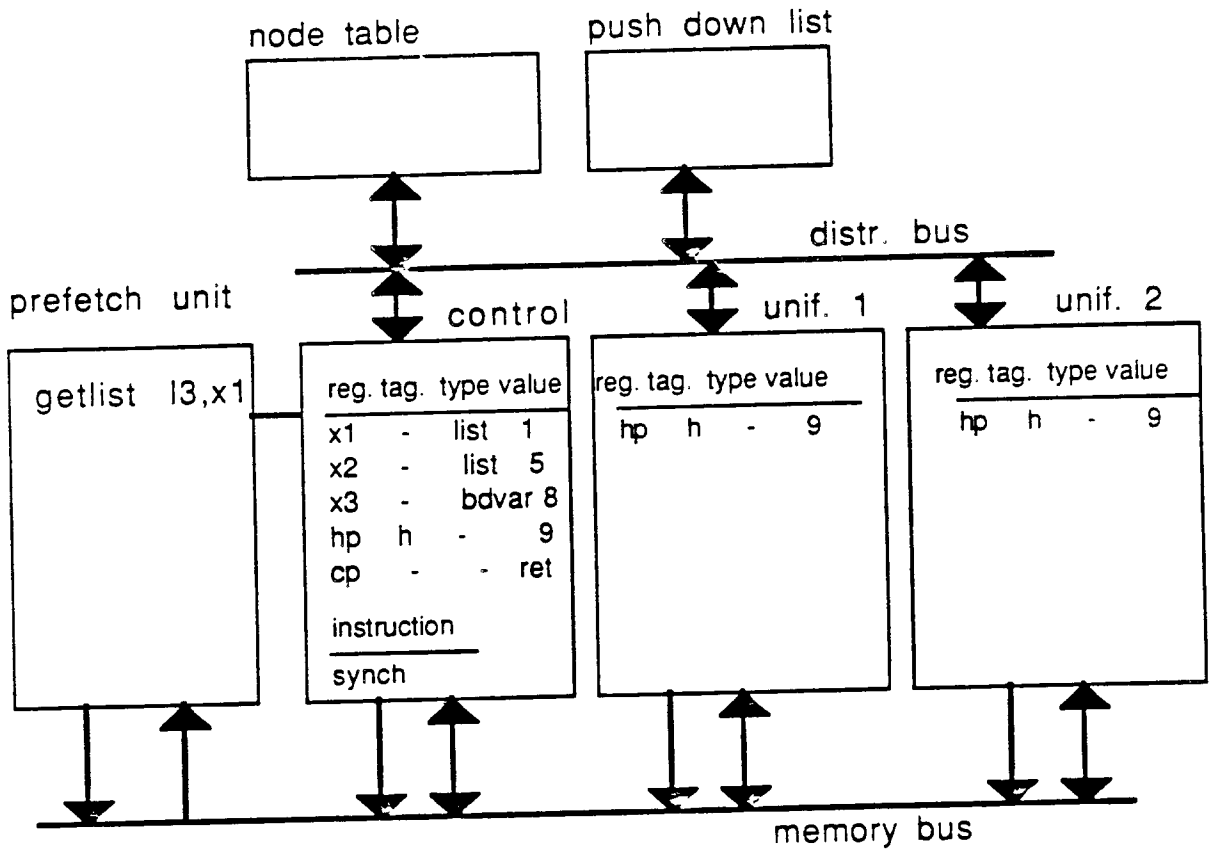 node table
push down list
distr. bus
prefetch unit
control
unif. 1
unif. 2
getlist l3,x1
reg. tag. type value
x1 - list 1
x2 - list 5
x3 - bdvar 8
hp h - 9
cp - - ret
instruction
synch
reg. tag. type value
hp h - 9
reg. tag. type value
hp h - 9
memory bus